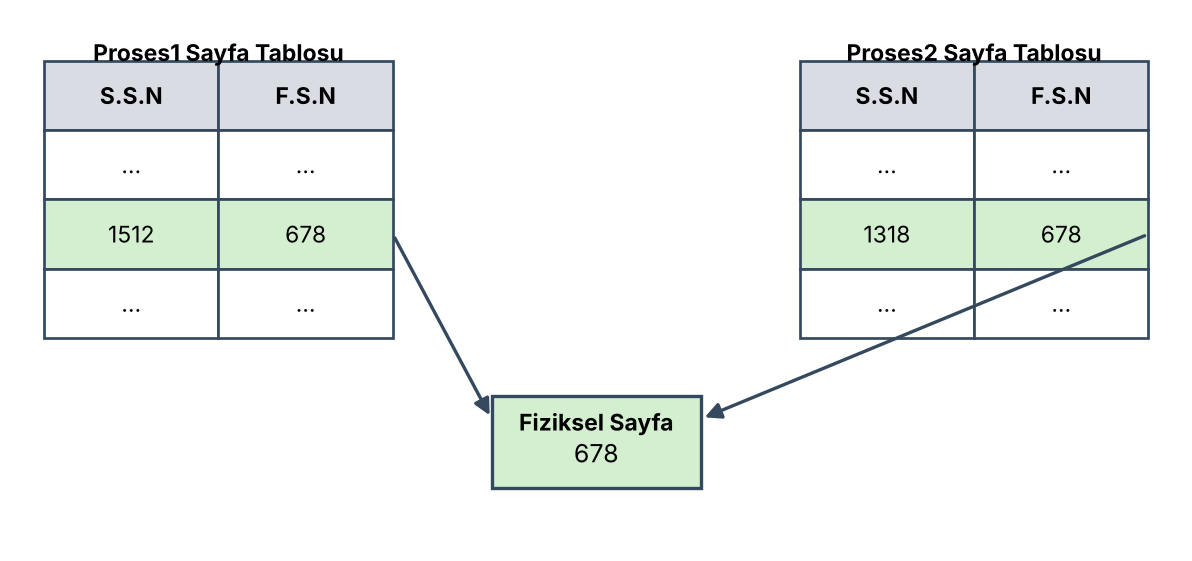 Proses1 Sayfa Tablosu
S.S.N F.S.N
... ...
1512 678
... ...
Proses2 Sayfa Tablosu
S.S.N F.S.N
... ...
1318 678
... ...
Fiziksel Sayfa
678